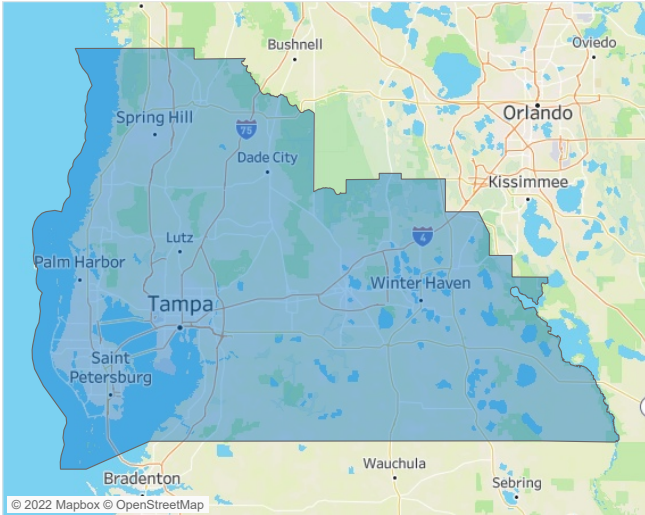 Bushnell
Oviedo
Spring Hill
75
Orlando
Dade City
Kissimmee
Lutz
4
Palm Harbor
Winter Haven
Tampa
Saint
Petersburg
Wauchula
Bradenton
Sebring
© 2022 Mapbox © OpenStreetMap